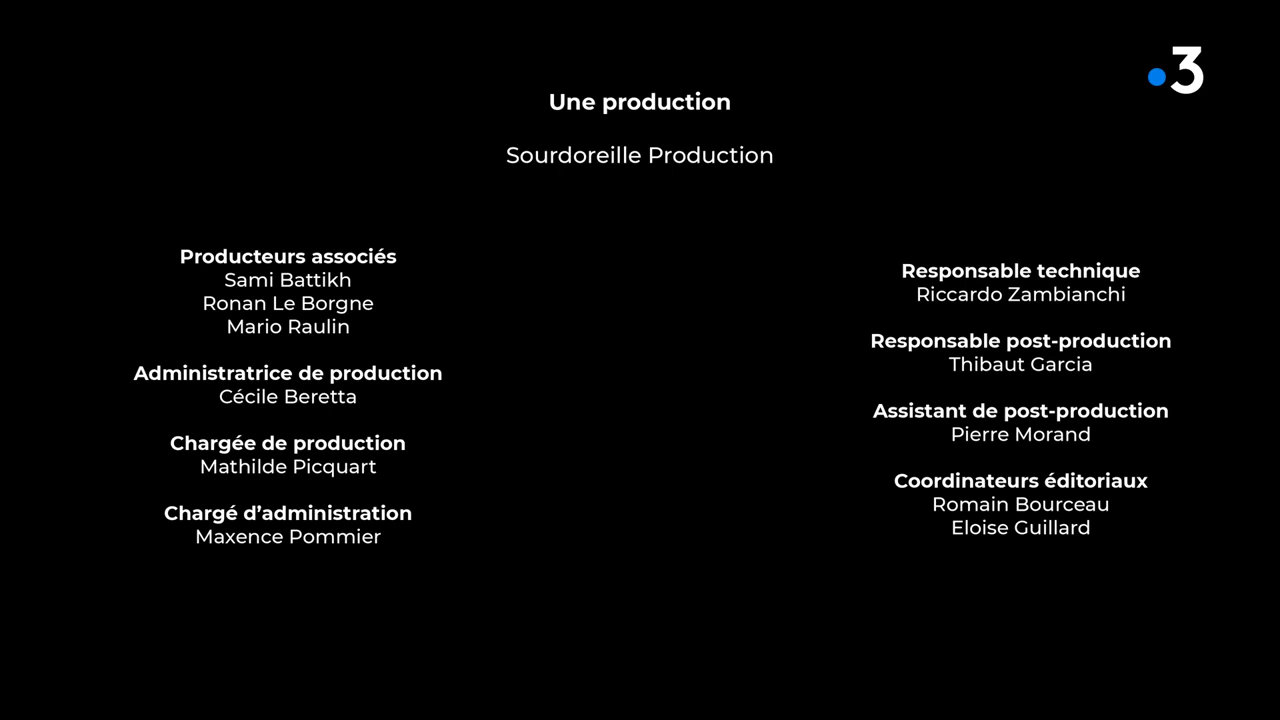 3
Une production
Sourdoreille Production
Producteurs associés
Sami Battikh
Ronan Le Borgne
Mario Raulin
Administratrice de production
Cécile Beretta
Chargée de production
Mathilde Picquart
Chargé d’administration
Maxence Pommier
Responsable technique
Riccardo Zambianchi
Responsable post-production
Thibaut Garcia
Assistant de post-production
Pierre Morand
Coordinateurs éditoriaux
Romain Bourceau
Eloise Guillard